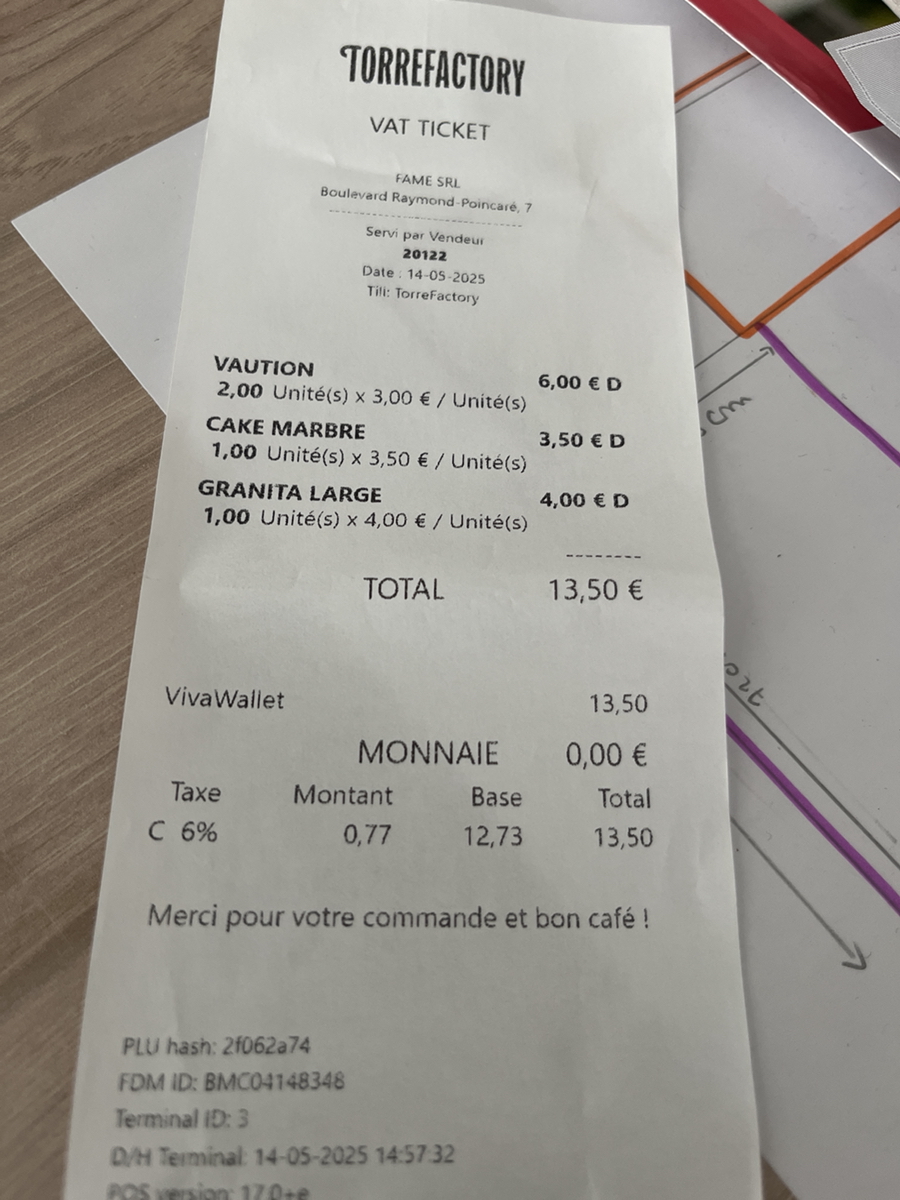 TORREFACTORY
VAT TICKET
FAME SRL
Boulevard Raymond-Poincaré, 7
Servi par Vendeur
20122
Date : 14-05-2025
Till: TorreFactory
VAUTION 6,00 € D
2,00 Unité(s) x 3,00 € / Unité(s)
CAKE MARBRE 3,50 € D
1,00 Unité(s) x 3,50 € / Unité(s)
GRANITA LARGE 4,00 € D
1,00 Unité(s) x 4,00 € / Unité(s)
--------
TOTAL 13,50 €
VivaWallet 13,50
MONNAIE 0,00 €
Taxe Montant Base Total
C 6% 0,77 12,73 13,50
Merci pour votre commande et bon café !
PLU hash: 2f062a74
FDM ID: BMC04148348
Terminal ID: 3
D/H Terminal: 14-05-2025 14:57:32
POS version: 17.0+e